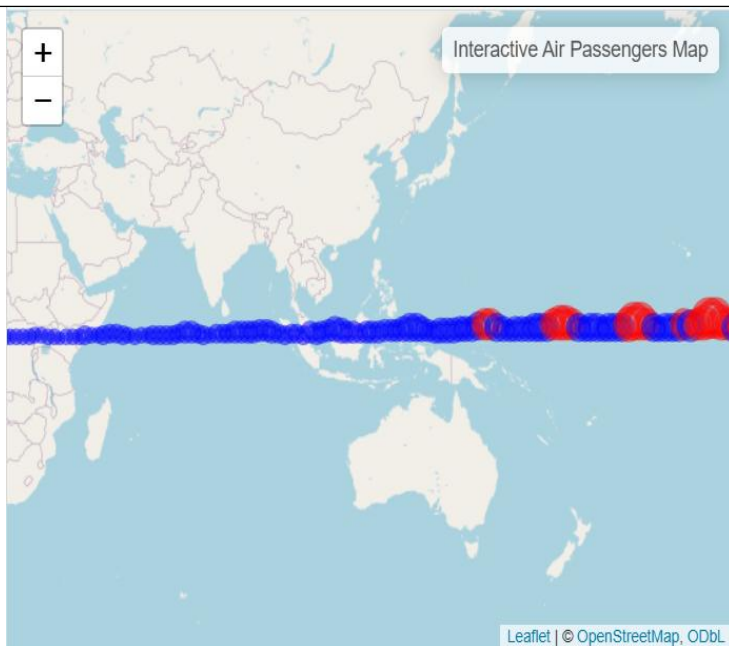 +
Interactive Air Passengers Map
−
Leaflet | © OpenStreetMap, ODbL